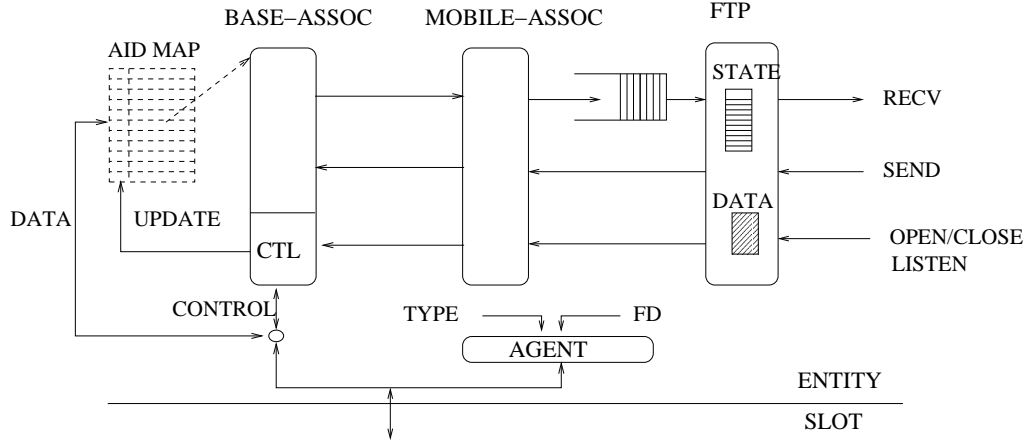 BASE−ASSOC
MOBILE−ASSOC
FTP
AID MAP
STATE
RECV
SEND
DATA
DATA
UPDATE
CTL
OPEN/CLOSE
LISTEN
CONTROL
TYPE
FD
AGENT
ENTITY
SLOT